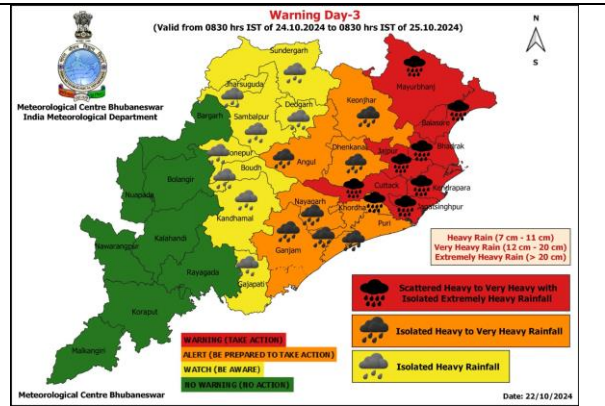 Warning Day-3
(Valid from 0830 hrs IST of 24.10.2024 to 0830 hrs IST of 25.10.2024)
N
S
Meteorological Centre Bhubaneswar
India Meteorological Department
Sundergarh
Jharsuguda
Mayurbhanj
Deogarh
Keonjhar
Bargarh
Sambalpur
Balasore
Bhadrak
Sonepur
Dhenkanal
Jajpur
Bolangir
Boudh
Angul
Nuapada
Cuttack
Kendrapara
Kandhamal
Nayagarh
Khordha
Jagatsinghpur
Puri
Nawarangpur
Kalahandi
Ganjam
Rayagada
Gajapati
Koraput
Malkangiri
Heavy Rain (7 cm - 11 cm)
Very Heavy Rain (12 cm - 20 cm)
Extremely Heavy Rain (> 20 cm)
Scattered Heavy to Very Heavy with
Isolated Extremely Heavy Rainfall
Isolated Heavy to Very Heavy Rainfall
Isolated Heavy Rainfall
WARNING (TAKE ACTION)
ALERT (BE PREPARED TO TAKE ACTION)
WATCH (BE AWARE)
NO WARNING (NO ACTION)
Meteorological Centre Bhubaneswar
Date: 22/10/2024